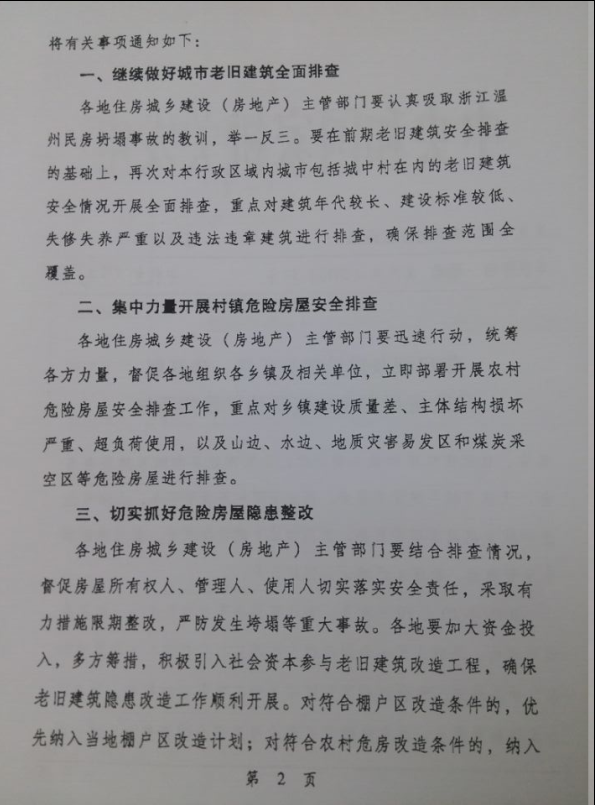 将有关事项通知如下：
一、继续做好城市老旧建筑全面排查
各地住房城乡建设（房地产）主管部门要认真吸取浙江温
州民房坍塌事故的教训，举一反三。要在前期老旧建筑安全排查
的基础上，再次对本行政区域内城市包括城中村在内的老旧建筑
安全情况开展全面排查，重点对建筑年代较长、建设标准较低、
失修失养严重以及违法违章建筑进行排查，确保排查范围全
覆盖。
二、集中力量开展村镇危险房屋安全排查
各地住房城乡建设（房地产）主管部门要迅速行动，统筹
各方力量，督促各地组织各乡镇及相关单位，立即部署开展农村
危险房屋安全排查工作，重点对乡镇建设质量差、主体结构损坏
严重、超负荷使用，以及山边、水边、地质灾害易发区和煤炭采
空区等危险房屋进行排查。
三、切实抓好危险房屋隐患整改
各地住房城乡建设（房地产）主管部门要结合排查情况，
督促房屋所有权人、管理人、使用人切实落实安全责任，采取有
力措施限期整改，严防发生垮塌等重大事故。各地要加大资金投
入，多方筹措，积极引入社会资本参与老旧建筑改造工程，确保
老旧建筑隐患改造工作顺利开展。对符合棚户区改造条件的，优
先纳入当地棚户区改造计划；对符合农村危房改造条件的，纳入
第 2 页